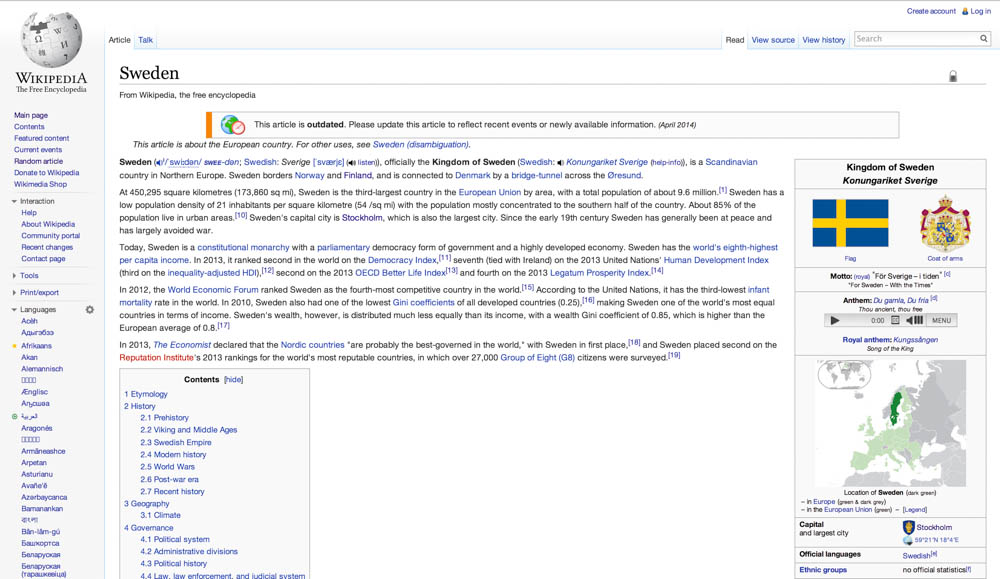 Create account Log in
WIKIPEDIA
The Free Encyclopedia
Article Talk
Read View source View history Search
Main page
Contents
Featured content
Current events
Random article
Donate to Wikipedia
Wikimedia Shop
Interaction
Help
About Wikipedia
Community portal
Recent changes
Contact page
Tools
Print/export
Languages
Acèh
Адыгэбзэ
Afrikaans
Akan
Alemannisch
Ænglisc
Аҧсшәа
العربية
Aragonés
Armãneashce
Arpetan
Asturianu
Avañe'ẽ
Azərbaycanca
Bamanankan
বাংলা
Bân-lâm-gú
Башҡортса
Беларуская
Беларуская
(тарашкевіца)
Sweden
From Wikipedia, the free encyclopedia
This article is outdated. Please update this article to reflect recent events or newly available information. (April 2014)
This article is about the European country. For other uses, see Sweden (disambiguation).
Sweden (/ˈswiːdən/ SWEE-dən; Swedish: Sverige [ˈsværjɛ] (listen)), officially the Kingdom of Sweden (Swedish: Konungariket Sverige (help·info)), is a Scandinavian
country in Northern Europe. Sweden borders Norway and Finland, and is connected to Denmark by a bridge-tunnel across the Øresund.
At 450,295 square kilometres (173,860 sq mi), Sweden is the third-largest country in the European Union by area, with a total population of about 9.6 million.[1] Sweden has a
low population density of 21 inhabitants per square kilometre (54 /sq mi) with the population mostly concentrated to the southern half of the country. About 85% of the
population live in urban areas.[10] Sweden's capital city is Stockholm, which is also the largest city. Since the early 19th century Sweden has generally been at peace and
has largely avoided war.
Today, Sweden is a constitutional monarchy with a parliamentary democracy form of government and a highly developed economy. Sweden has the world's eighth-highest
per capita income. In 2013, it ranked second in the world on the Democracy Index,[11] seventh (tied with Ireland) on the 2013 United Nations' Human Development Index
(third on the inequality-adjusted HDI),[12] second on the 2013 OECD Better Life Index[13] and fourth on the 2013 Legatum Prosperity Index.[14]
In 2012, the World Economic Forum ranked Sweden as the fourth-most competitive country in the world.[15] According to the United Nations, it has the third-lowest infant
mortality rate in the world. In 2010, Sweden also had one of the lowest Gini coefficients of all developed countries (0.25),[16] making Sweden one of the world's most equal
countries in terms of income. Sweden's wealth, however, is distributed much less equally than its income, with a wealth Gini coefficient of 0.85, which is higher than the
European average of 0.8.[17]
In 2013, The Economist declared that the Nordic countries "are probably the best-governed in the world," with Sweden in first place,[18] and Sweden placed second on the
Reputation Institute's 2013 rankings for the world's most reputable countries, in which over 27,000 Group of Eight (G8) citizens were surveyed.[19]
Contents [hide]
1 Etymology
2 History
2.1 Prehistory
2.2 Viking and Middle Ages
2.3 Swedish Empire
2.4 Modern history
2.5 World Wars
2.6 Post-war era
2.7 Recent history
3 Geography
3.1 Climate
4 Governance
4.1 Political system
4.2 Administrative divisions
4.3 Political history
4.4 Law, law enforcement, and judicial system
Kingdom of Sweden
Konungariket Sverige
Flag Coat of arms
Motto: (royal) "För Sverige – i tiden" [c]
"For Sweden – With the Times"
Anthem: Du gamla, Du fria [d]
Thou ancient, thou free
0:00 MENU
Royal anthem: Kungssången
Song of the King
Location of Sweden (dark green)
– in Europe (green & dark grey)
– in the European Union (green) – [Legend]
Capital
and largest city
Stockholm
59°21′N 18°4′E
Official languages Swedish[e]
Ethnic groups no official statistics[f]